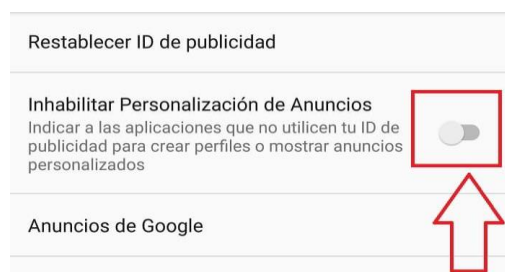 Restablecer ID de publicidad
Inhabilitar Personalización de Anuncios
Indicar a las aplicaciones que no utilicen tu ID de
publicidad para crear perfiles o mostrar anuncios
personalizados
Anuncios de Google